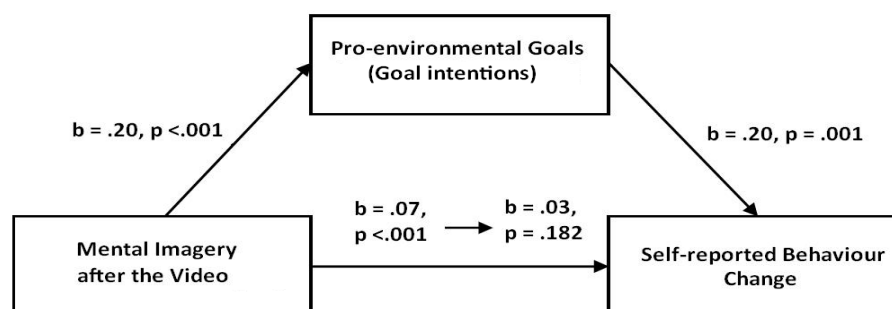 Pro-environmental Goals
(Goal intentions)
b = .20, p <.001
b = .20, p = .001
b = .07,
p <.001
b = .03,
p = .182
Mental Imagery
after the Video
Self-reported Behaviour
Change